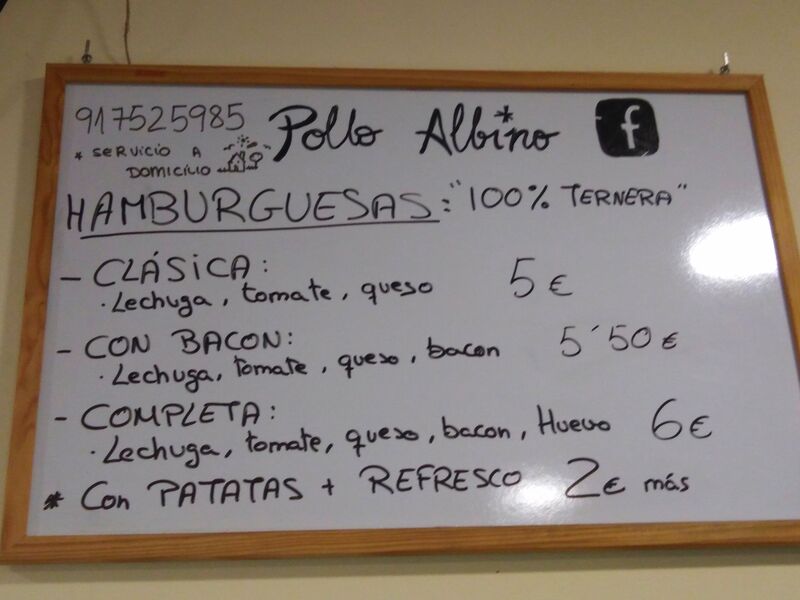 917525985 Pollo Albino f
* SERVICIO A
DOMICILIO
HAMBURGUESAS: "100% TERNERA"
- CLÁSICA: 5 €
· Lechuga, tomate, queso
- CON BACON: 5'50 €
· Lechuga, tomate, queso, bacon
- COMPLETA: 6 €
· Lechuga, tomate, queso, bacon, Huevo
* Con PATATAS + REFRESCO 2€ más